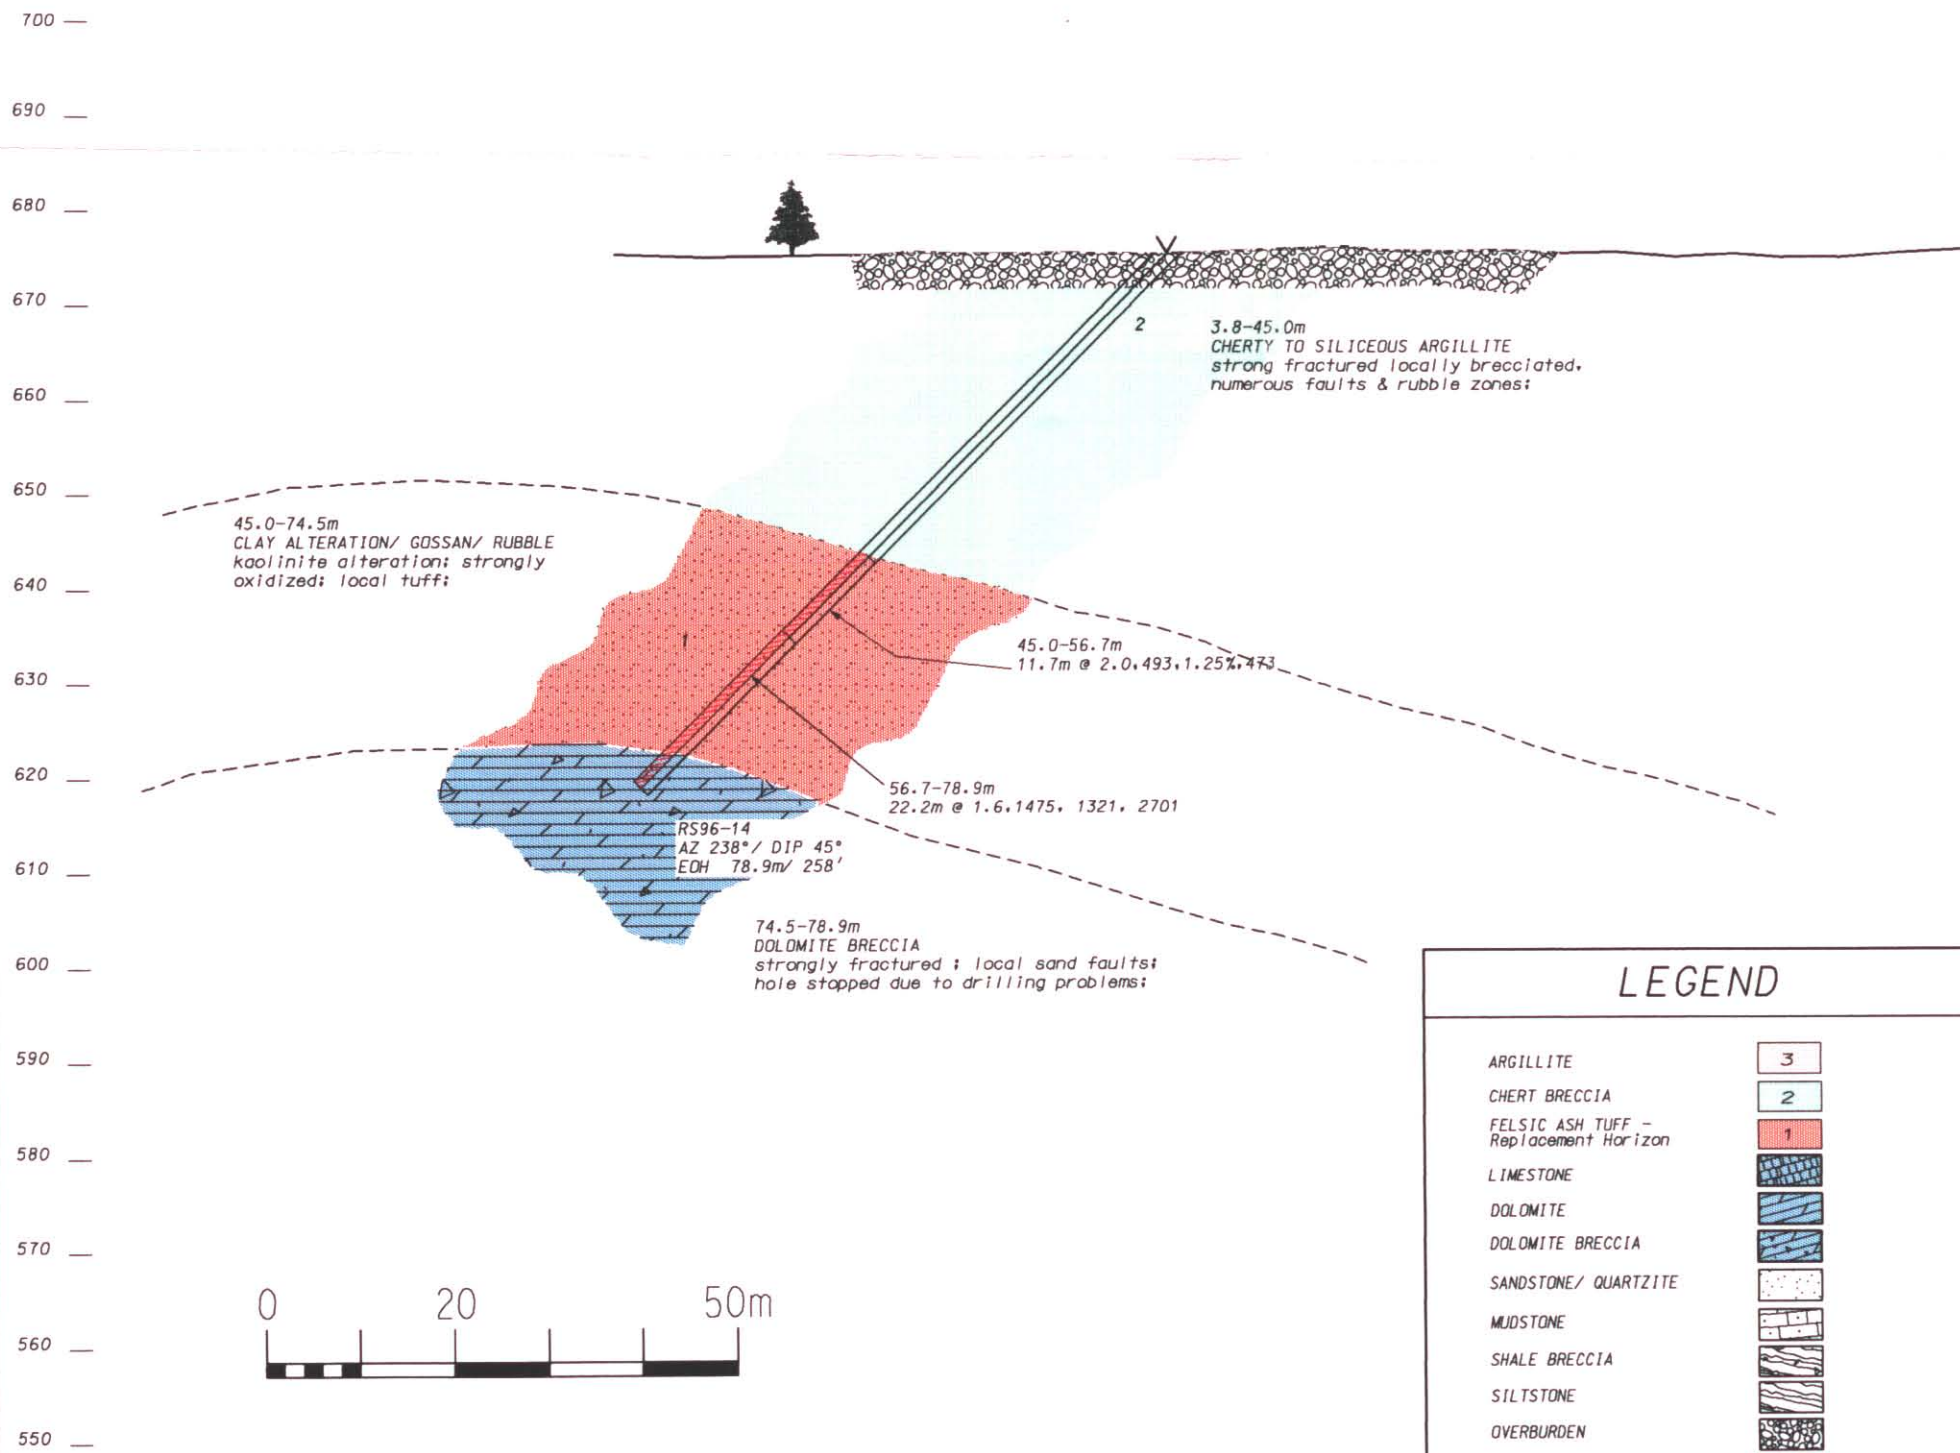 700
690
680
670
660
650
640
630
620
610
600
590
580
570
560
550
2
3.8-45.0m
CHERTY TO SILICEOUS ARGILLITE
strong fractured locally brecciated,
numerous faults & rubble zones;
45.0-74.5m
CLAY ALTERATION/ GOSSAN/ RUBBLE
kaolinite alteration; strongly
oxidized; local tuff;
1
45.0-56.7m
11.7m @ 2.0,493,1.25%,473
56.7-78.9m
22.2m @ 1.6,1475, 1321, 2701
RS96-14
AZ 238°/ DIP 45°
EOH 78.9m/ 258'
74.5-78.9m
DOLOMITE BRECCIA
strongly fractured ; local sand faults;
hole stopped due to drilling problems;
0 20 50m
LEGEND
ARGILLITE 3
CHERT BRECCIA 2
FELSIC ASH TUFF -
Replacement Horizon 1
LIMESTONE
DOLOMITE
DOLOMITE BRECCIA
SANDSTONE/ QUARTZITE
MUDSTONE
SHALE BRECCIA
SILTSTONE
OVERBURDEN